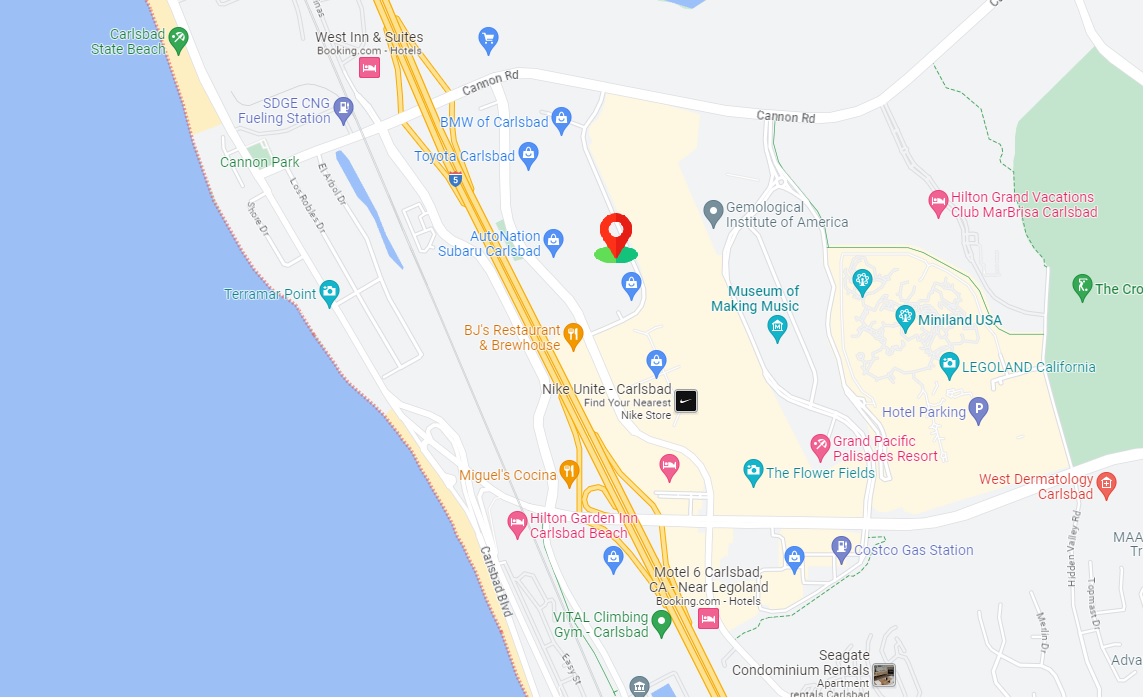 Carlsbad
State Beach
West Inn & Suites
Booking.com - Hotels
Cannon Rd
SDGE CNG
Fueling Station
BMW of Carlsbad
Cannon Rd
Toyota Carlsbad
Cannon Park
5
El Arbol Dr
Los Robles Dr
Shore Dr
Hilton Grand Vacations
Club MarBrisa Carlsbad
Gemological
Institute of America
AutoNation
Subaru Carlsbad
Terramar Point
Museum of
Making Music
The Cro
Miniland USA
BJ's Restaurant
& Brewhouse
LEGOLAND California
Nike Unite - Carlsbad
Find Your Nearest
Nike Store
Hotel Parking
P
Grand Pacific
Palisades Resort
Miguel's Cocina
The Flower Fields
West Dermatology
Carlsbad
Hilton Garden Inn
Carlsbad Beach
Hidden Valley Rd
MAA
Tr
Costco Gas Station
Carlsbad Blvd
Motel 6 Carlsbad,
CA - Near Legoland
Booking.com - Hotels
Topmast Dr
VITAL Climbing
Gym - Carlsbad
Merlin Dr
Easy St
Seagate
Condominium Rentals
Apartment
rentals Carlsbad
Adva